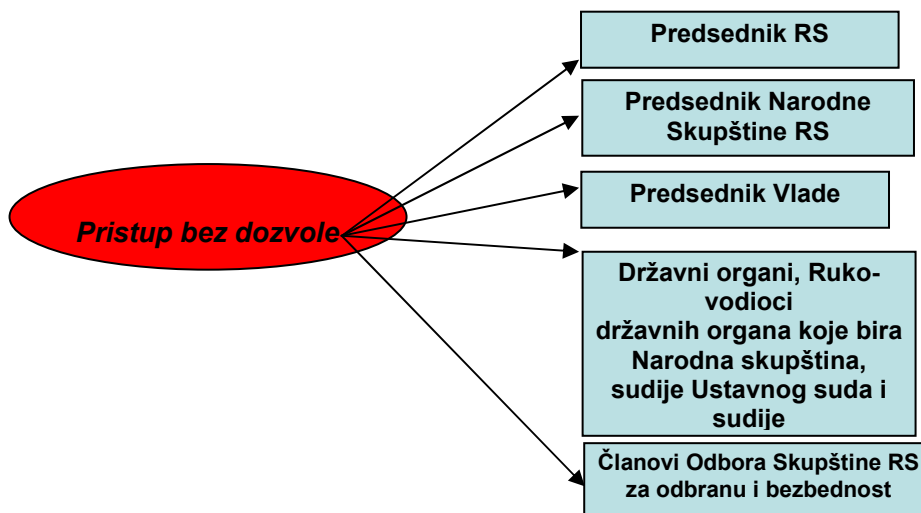 Predsednik RS
Predsednik Narodne
Skupštine RS
Predsednik Vlade
Pristup bez dozvole
Državni organi, Ruko-
vodioci
državnih organa koje bira
Narodna skupština,
sudije Ustavnog suda i
sudije
Članovi Odbora Skupštine RS
za odbranu i bezbednost